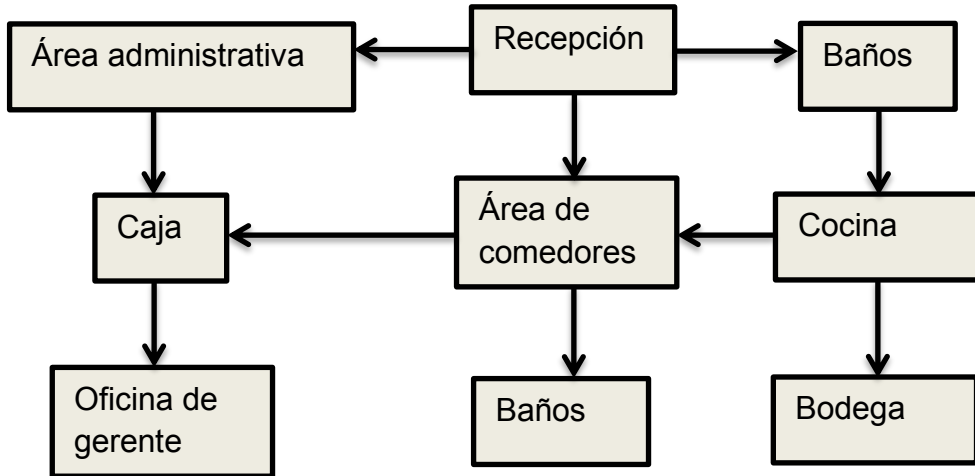 Área administrativa
Recepción
Baños
Caja
Área de
comedores
Cocina
Oficina de
gerente
Baños
Bodega